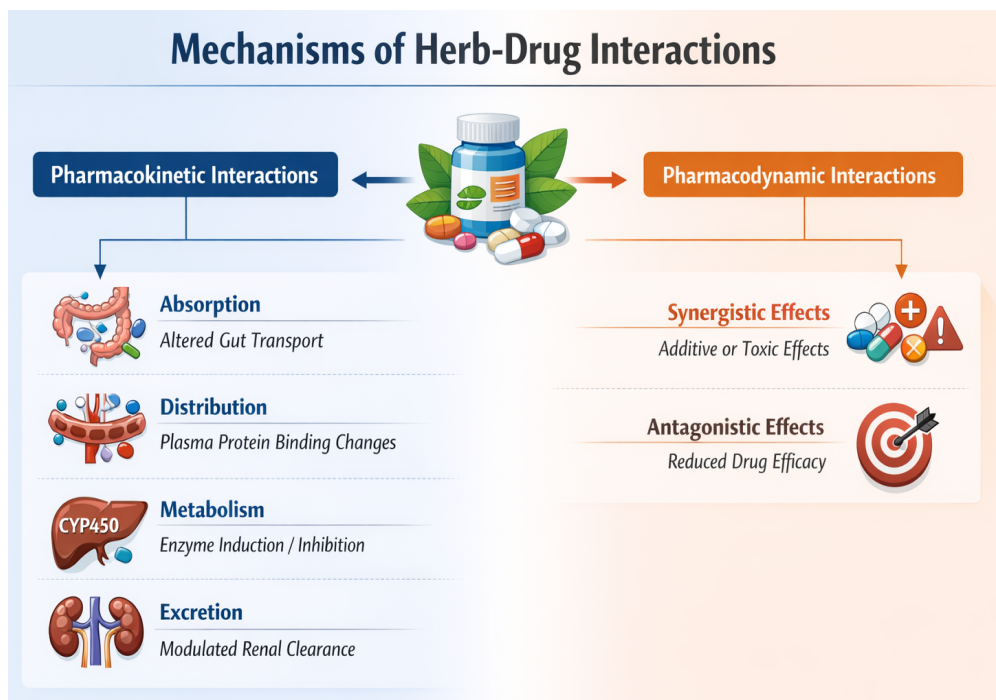 Mechanisms of Herb-Drug Interactions
Pharmacokinetic Interactions
Absorption
Altered Gut Transport
Distribution
Plasma Protein Binding Changes
CYP450
Metabolism
Enzyme Induction / Inhibition
Excretion
Modulated Renal Clearance
Pharmacodynamic Interactions
Synergistic Effects
Additive or Toxic Effects
Antagonistic Effects
Reduced Drug Efficacy